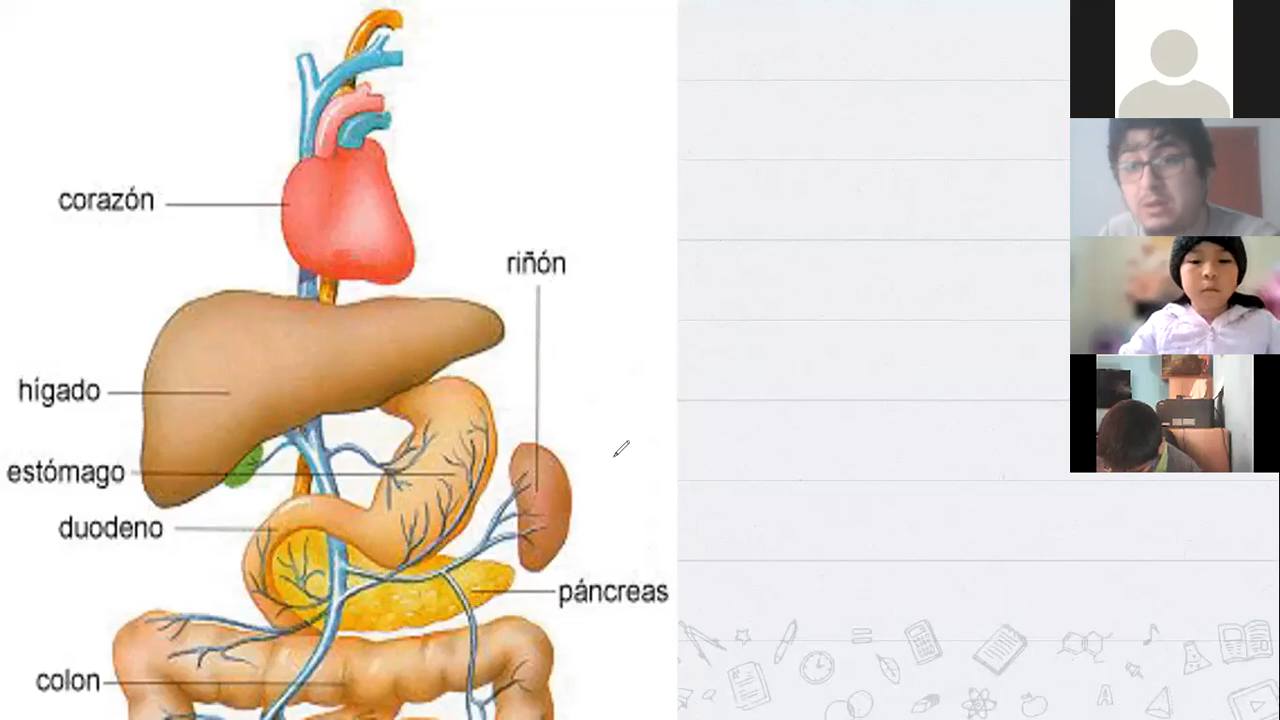 corazón
riñón
hígado
estómago
duodeno
páncreas
colon